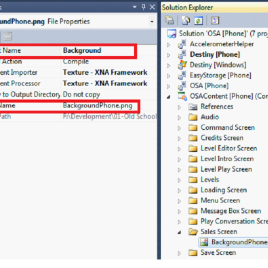 undPhone.png File Properties
t Name Background
Action Compile
ent Importer Texture - XNA Framework
ent Processor Texture - XNA Framework
to Output Directory Do not copy
Name BackgroundPhone.png
Path F:\Development\01-Old School
Solution Explorer
Solution 'OSA [Phone]' (7 proj
AccelerometerHelper
Destiny [Phone]
Destiny [Windows]
EasyStorage [Phone]
OSA [Phone]
OSAContent [Phone] (Con
References
Audio
Command Screen
Credits Screen
Level Editor Screen
Level Intro Screen
Level Play Screen
Levels
Loading Screen
Menu Screen
Message Box Screen
Play Conversation Scre
Sales Screen
BackgroundPhone
Save Screen